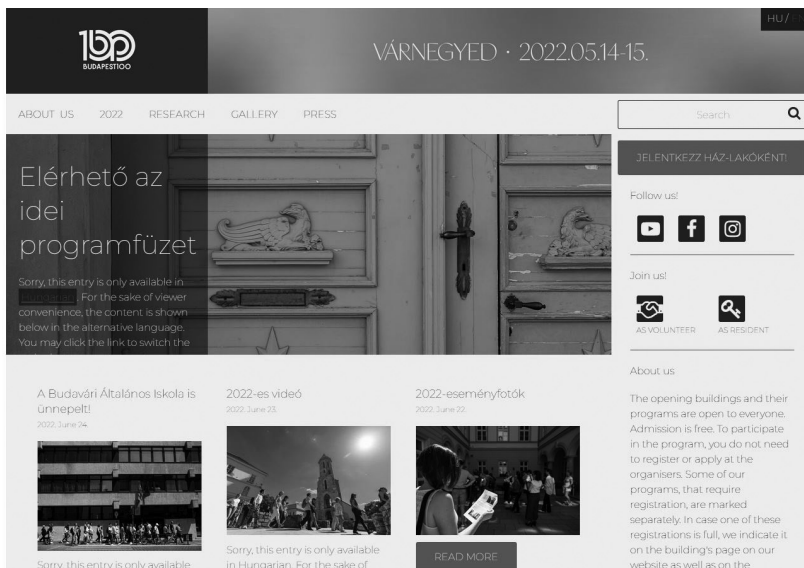 BUDAPEST100
VÁRNEGYED · 2022.05.14-15.
HU /
ABOUT US
2022
RESEARCH
GALLERY
PRESS
Search
Elérhető az
idei
programfüzet
Sorry, this entry is only available in
. For the sake of viewer
convenience, the content is shown
below in the alternative language.
You may click the link to switch the
JELENTKEZZ HÁZ-LAKÓKÉNT!
Follow us!
Join us!
AS VOLUNTEER
AS RESIDENT
About us
The opening buildings and their
programs are open to everyone.
Admission is free. To participate
in the program, you do not need
to register or apply at the
organisers. Some of our
programs, that require
registration, are marked
separately. In case one of these
registrations is full, we indicate it
on the building's page on our
website as well as on the
A Budavári Általános Iskola is
ünnepelt!
2022. June 24.
Sorry, this entry is only available
2022-es videó
2022. June 23.
Sorry, this entry is only available
in Hungarian. For the sake of
2022-eseményfotók
2022. June 22.
READ MORE